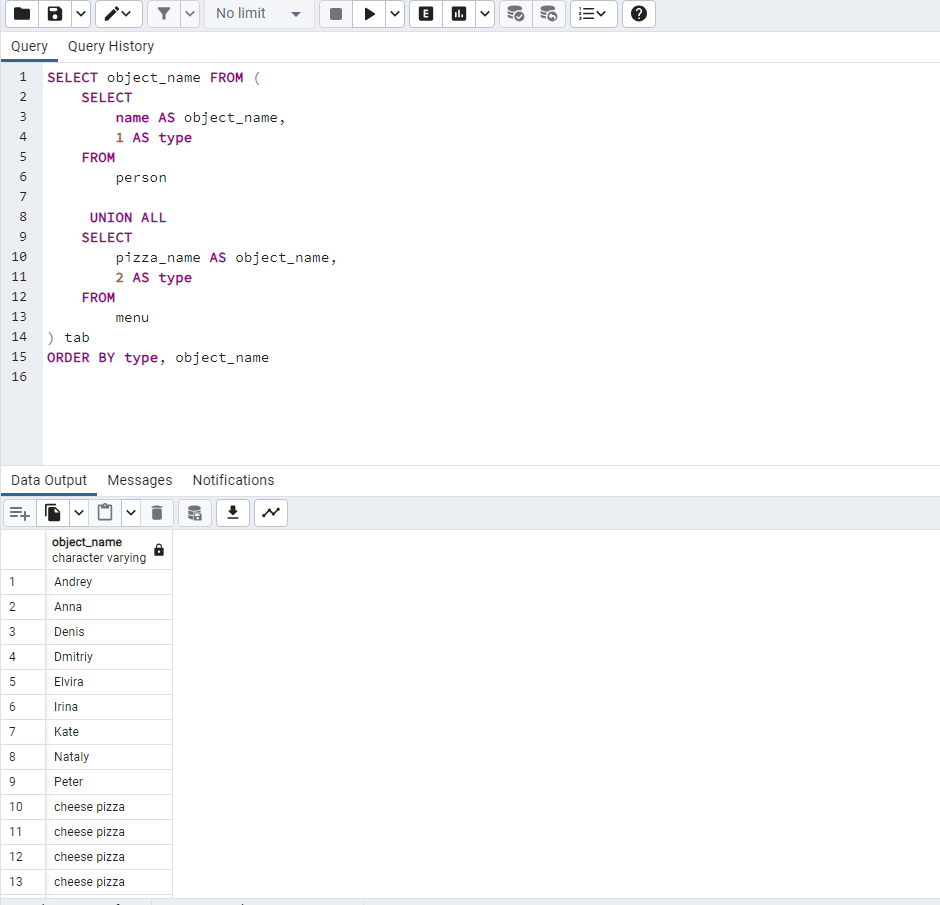 No limit
E
Query Query History
1 SELECT object_name FROM (
2 SELECT
3 name AS object_name,
4 1 AS type
5 FROM
6 person
7
8 UNION ALL
9 SELECT
10 pizza_name AS object_name,
11 2 AS type
12 FROM
13 menu
14 ) tab
15 ORDER BY type, object_name
16
Data Output Messages Notifications
object_name
character varying
1 Andrey
2 Anna
3 Denis
4 Dmitriy
5 Elvira
6 Irina
7 Kate
8 Nataly
9 Peter
10 cheese pizza
11 cheese pizza
12 cheese pizza
13 cheese pizza